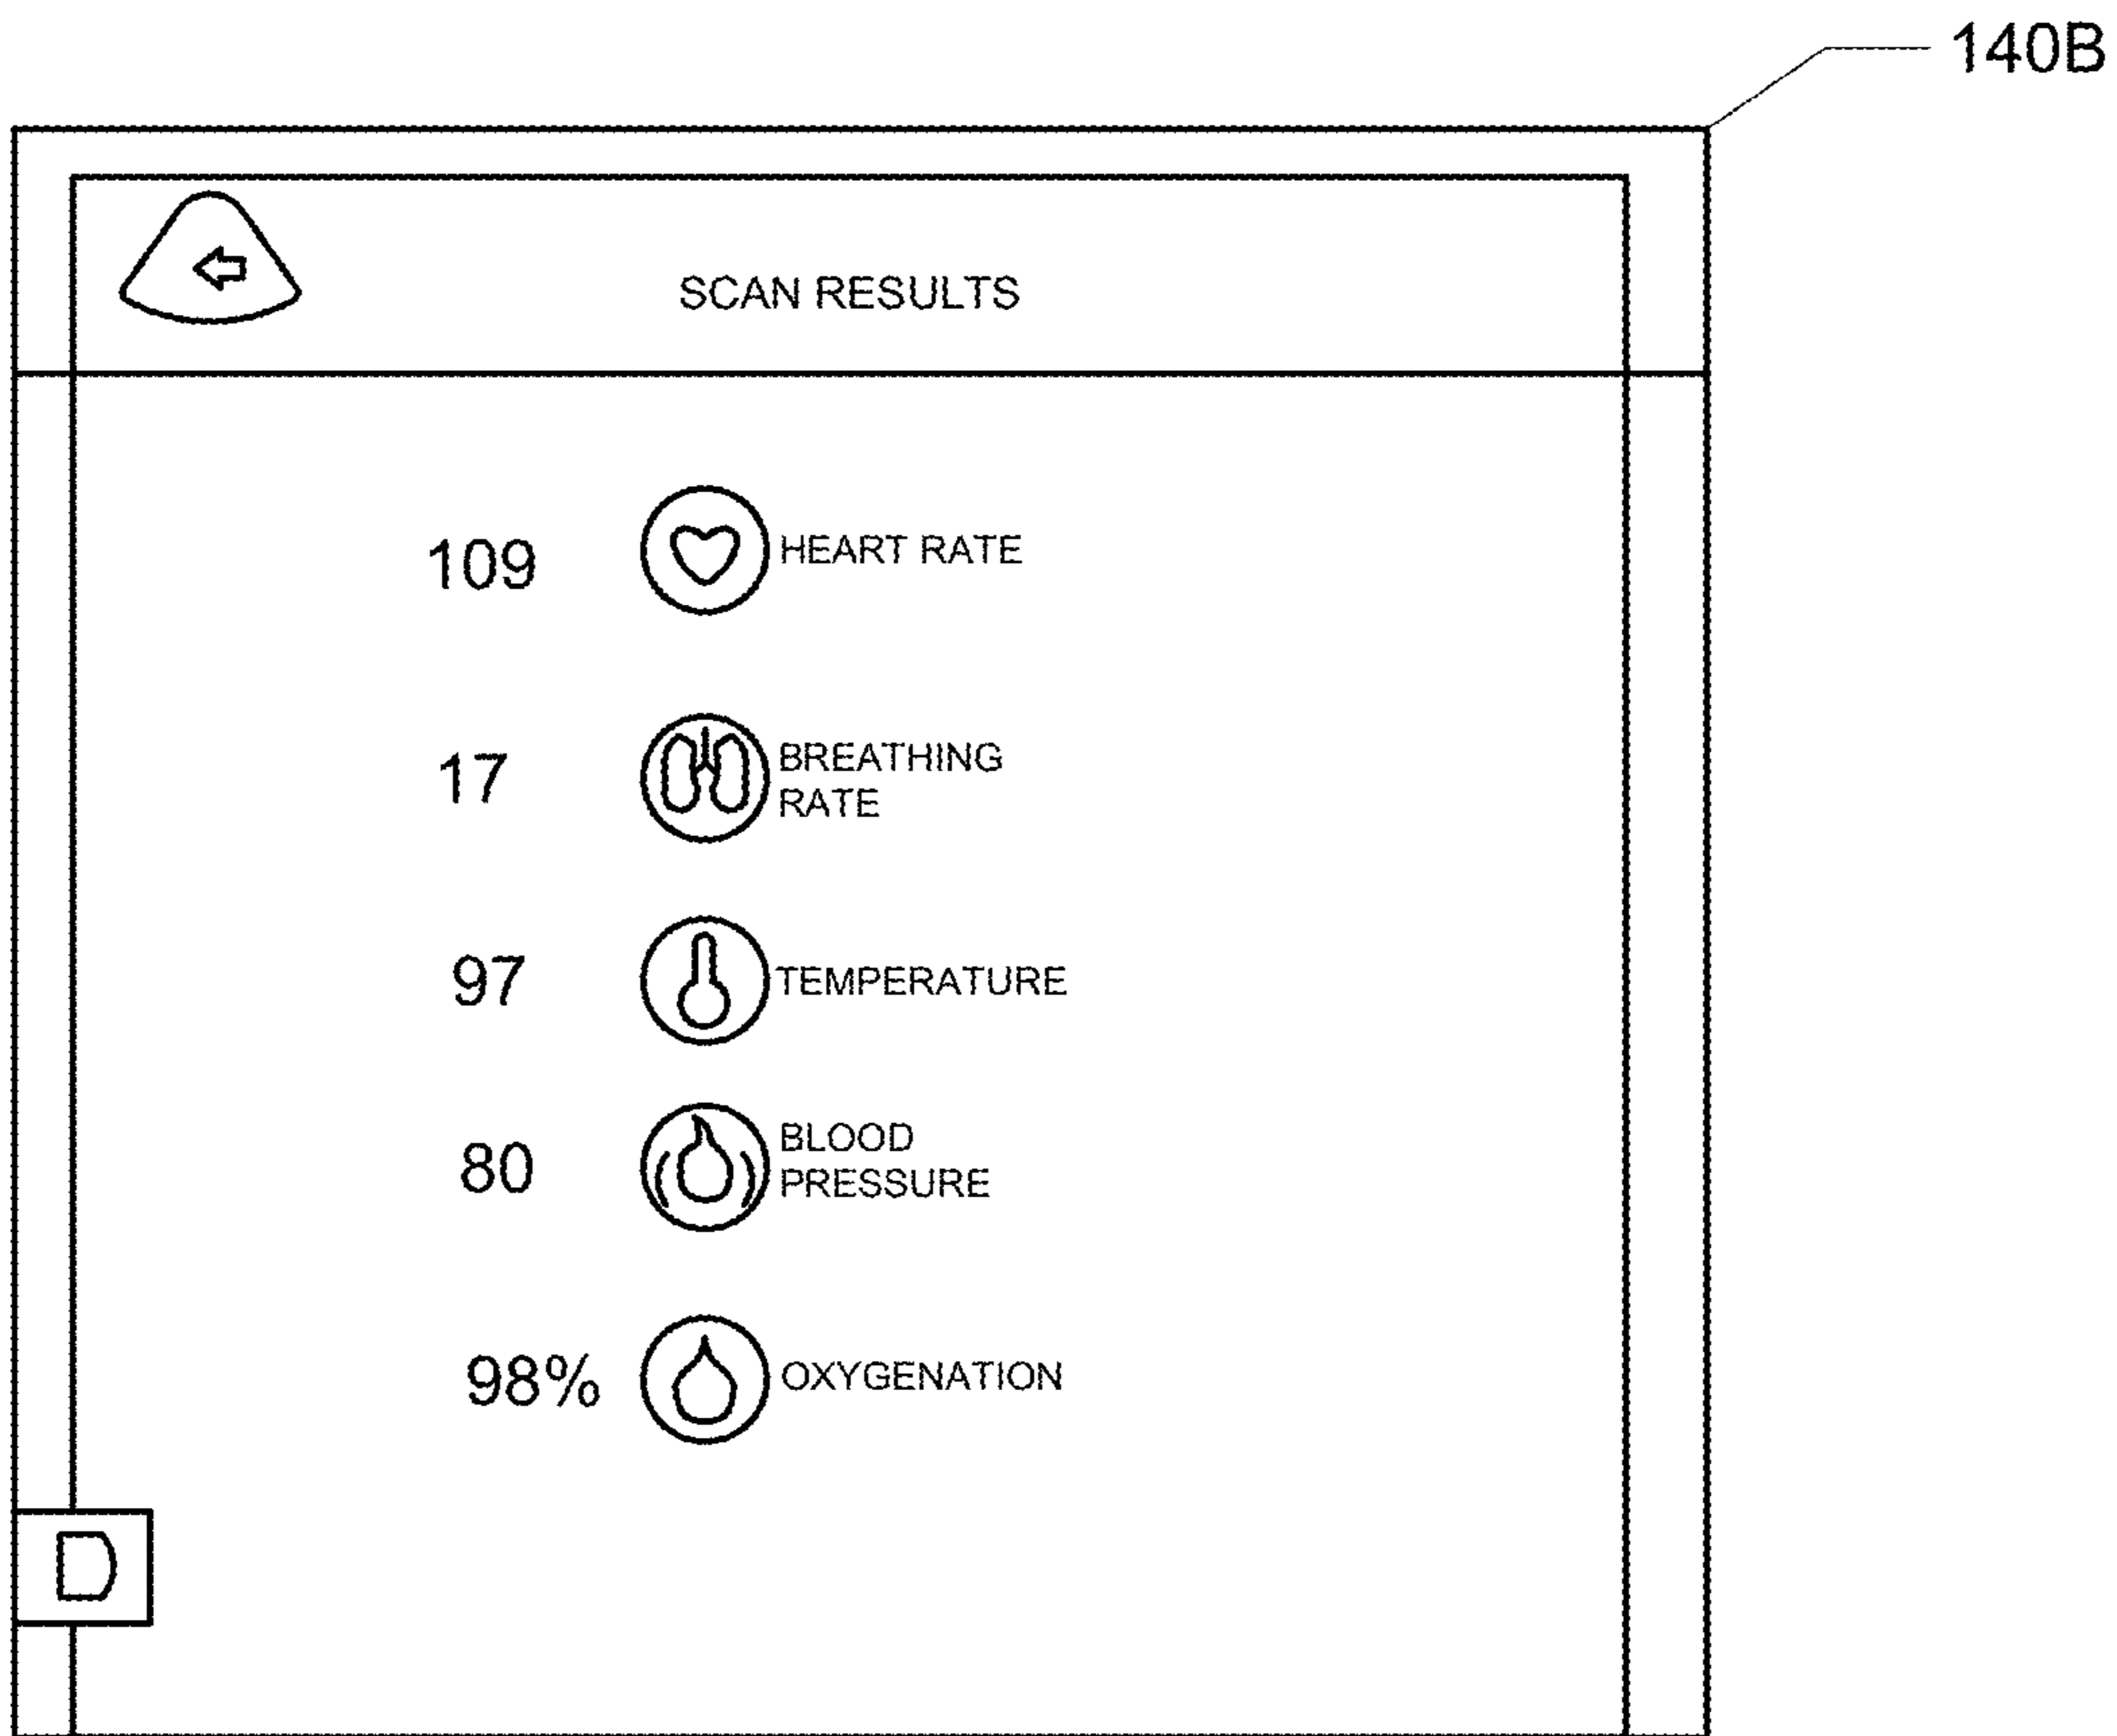 140B
SCAN RESULTS
109 HEART RATE
17 BREATHING
RATE
97 TEMPERATURE
80 BLOOD
PRESSURE
98% OXYGENATION